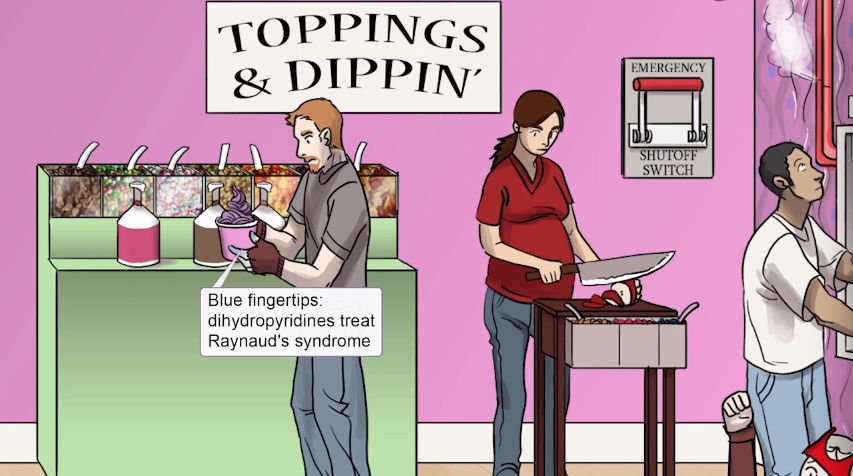 TOPPINGS
& DIPPIN'
EMERGENCY
SHUTOFF
SWITCH
Blue fingertips:
dihydropyridines treat
Raynaud's syndrome